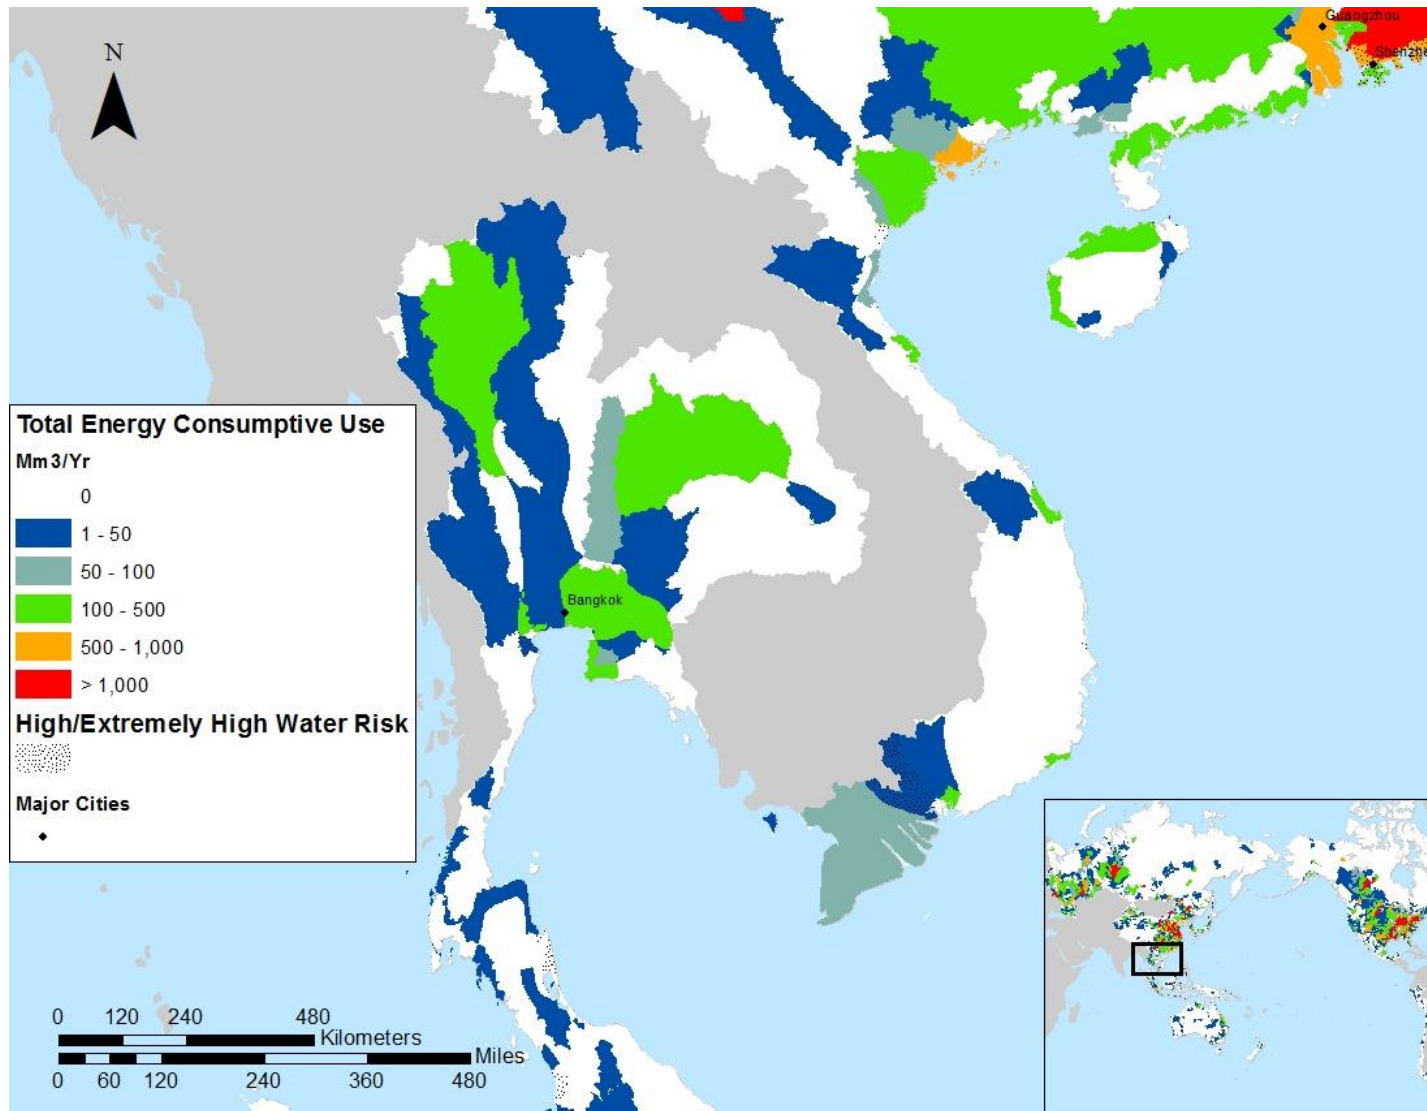 Guangzhou
Shenzhe
N
Total Energy Consumptive Use
Mm3/Yr
0
1 - 50
50 - 100
100 - 500
500 - 1,000
> 1,000
High/Extremely High Water Risk
Major Cities
Bangkok
0 120 240 480
Kilometers
Miles
0 60 120 240 360 480